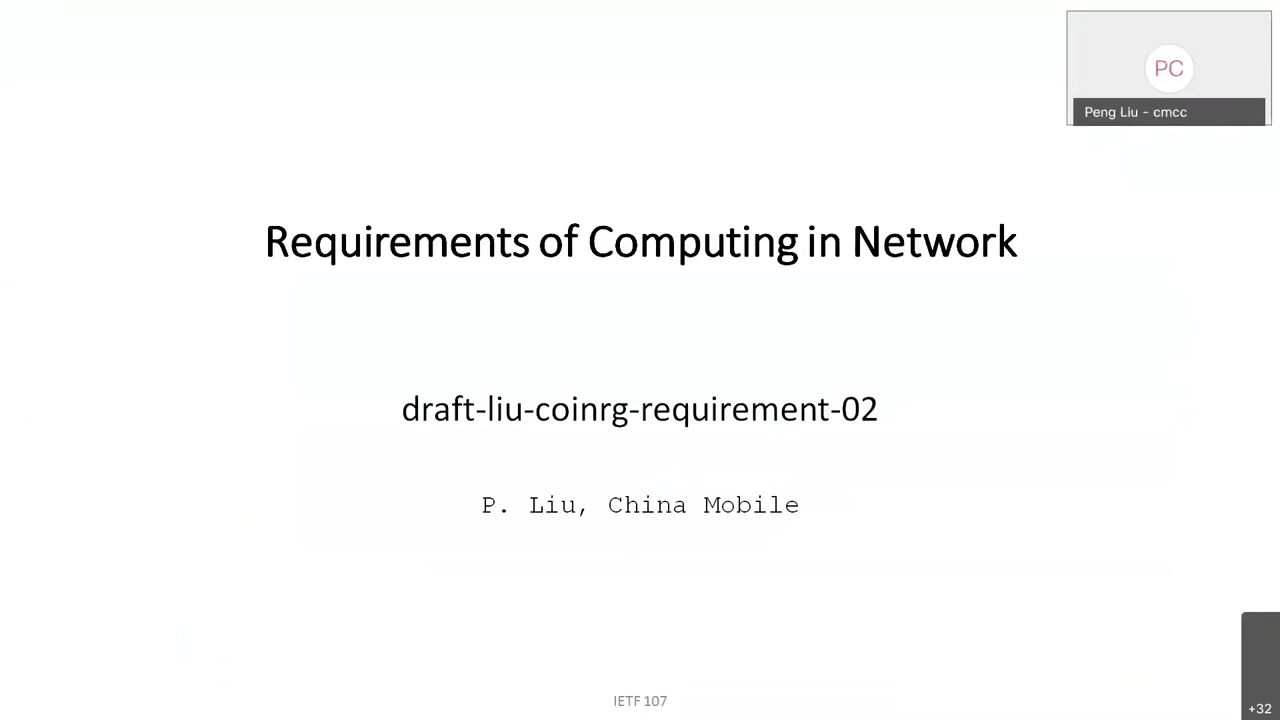 PC
Peng Liu - cmcc
Requirements of Computing in Network
draft-liu-coinrg-requirement-02
P. Liu, China Mobile
IETF 107
+32